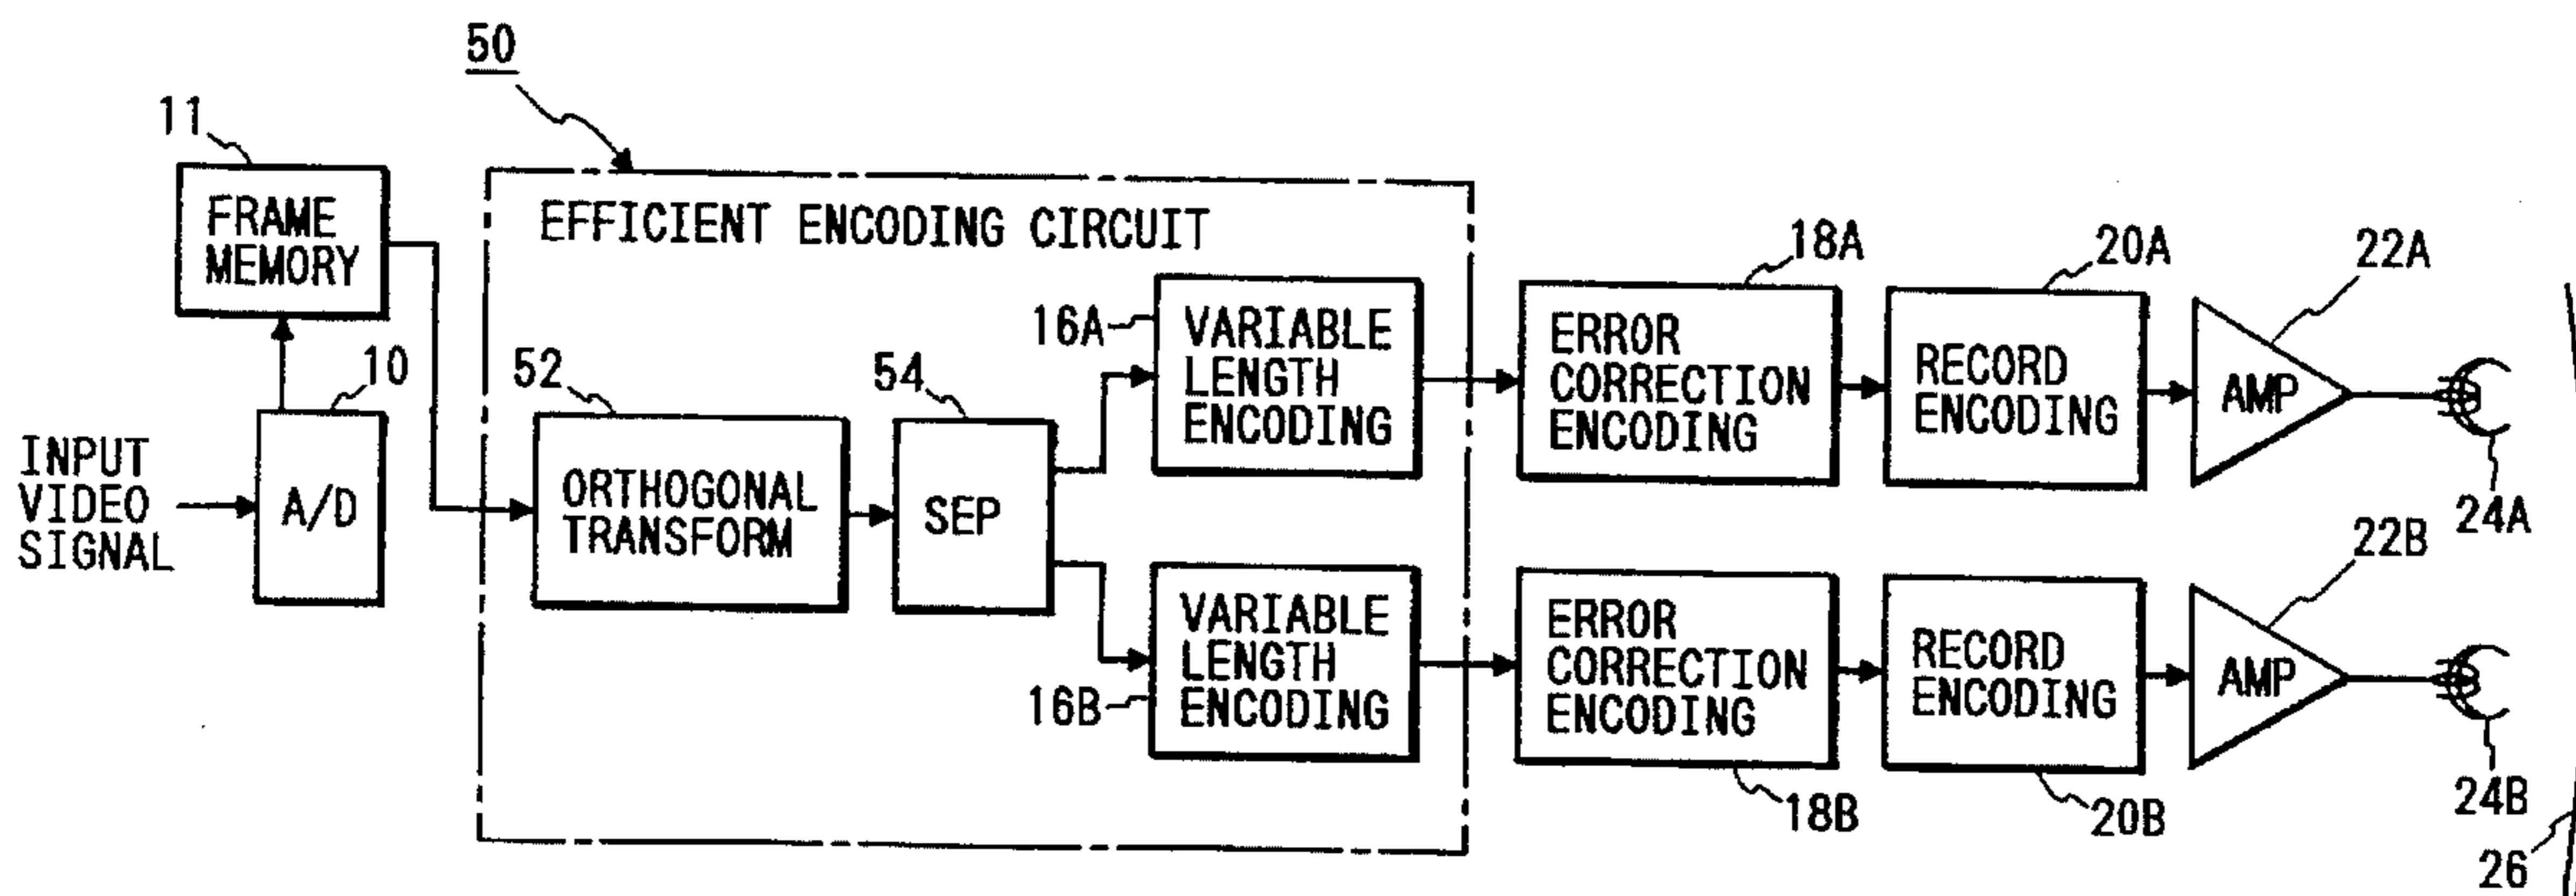 50
11
FRAME
MEMORY
EFFICIENT ENCODING CIRCUIT
18A
20A
22A
16A
VARIABLE
LENGTH
ENCODING
ERROR
CORRECTION
ENCODING
RECORD
ENCODING
AMP
24A
10
52
54
INPUT
VIDEO
SIGNAL
A/D
ORTHOGONAL
TRANSFORM
SEP
22B
16B
VARIABLE
LENGTH
ENCODING
ERROR
CORRECTION
ENCODING
RECORD
ENCODING
AMP
24B
18B
20B
26